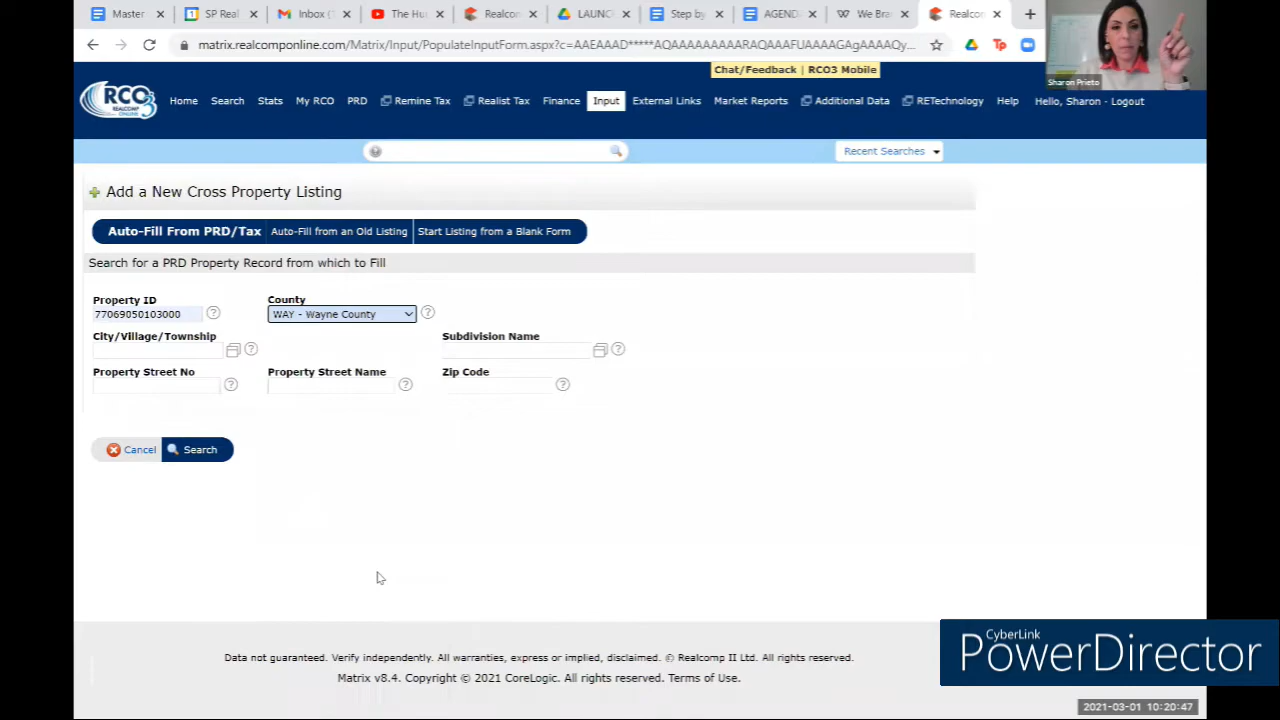 Master
SP Real
Inbox (
The Hu
Realcon
LAUNC
Step by
AGEND
We Bra
Realco
matrix.realcomponline.com/Matrix/Input/PopulateInputForm.aspx?c=AAEAAAD*****AQAAAAAAAAARAQAAAFUAAAAGAgAAAAQy...
Tp
Sharon Prieto
Chat/Feedback | RCO3 Mobile
RCO3
REALCOMP
ONLINE
Home
Search
Stats
My RCO
PRD
Remine Tax
Realist Tax
Finance
Input
External Links
Market Reports
Additional Data
RETechnology
Help
Hello, Sharon - Logout
Recent Searches
Add a New Cross Property Listing
Auto-Fill From PRD/Tax
Auto-Fill from an Old Listing
Start Listing from a Blank Form
Search for a PRD Property Record from which to Fill
Property ID
County
77069050103000
WAY - Wayne County
City/Village/Township
Subdivision Name
Property Street No
Property Street Name
Zip Code
Cancel
Search
Data not guaranteed. Verify independently. All warranties, express or implied, disclaimed. © Realcomp II Ltd. All rights reserved.
Matrix v8.4. Copyright © 2021 CoreLogic. All rights reserved. Terms of Use.
CyberLink
PowerDirector
2021-03-01 10:20:47